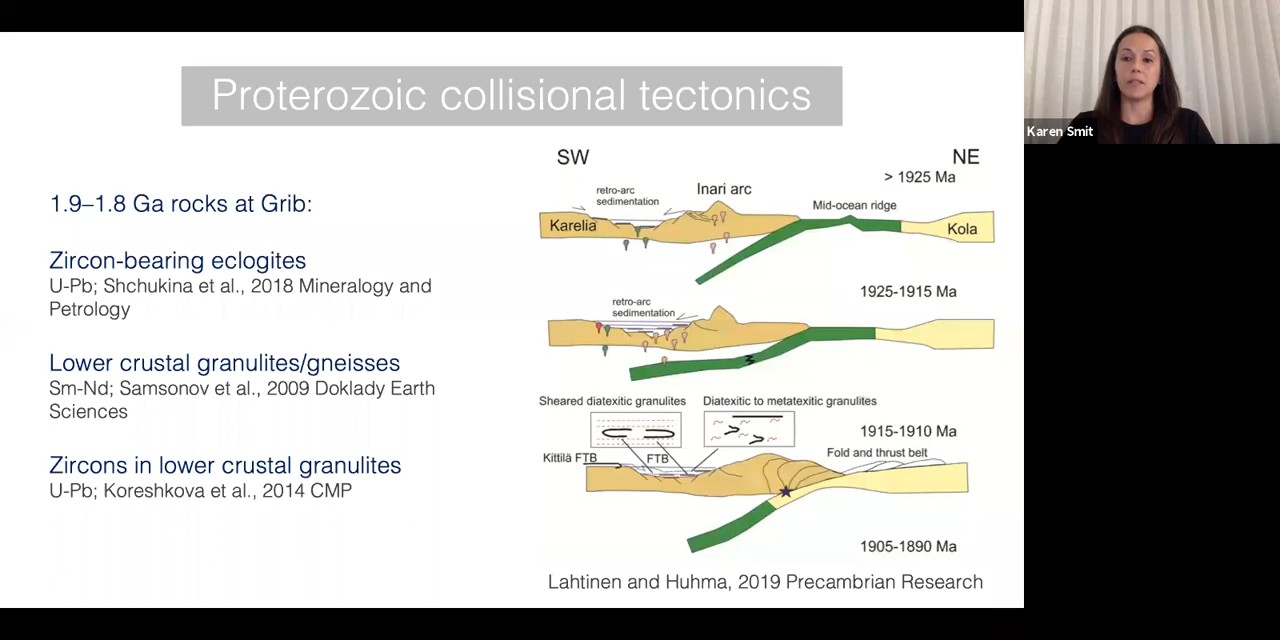 Proterozoic collisional tectonics
Karen Smit
1.9–1.8 Ga rocks at Grib:
Zircon-bearing eclogites
U-Pb; Shchukina et al., 2018 Mineralogy and
Petrology
Lower crustal granulites/gneisses
Sm-Nd; Samsonov et al., 2009 Doklady Earth
Sciences
Zircons in lower crustal granulites
U-Pb; Koreshkova et al., 2014 CMP
SW
NE
> 1925 Ma
retro-arc
sedimentation
Inari arc
Mid-ocean ridge
Karelia
Kola
1925-1915 Ma
retro-arc
sedimentation
Sheared diatexitic granulites
Diatexitic to metatexitic granulites
1915-1910 Ma
Kittilä FTB
FTB
Fold and thrust belt
1905-1890 Ma
Lahtinen and Huhma, 2019 Precambrian Research